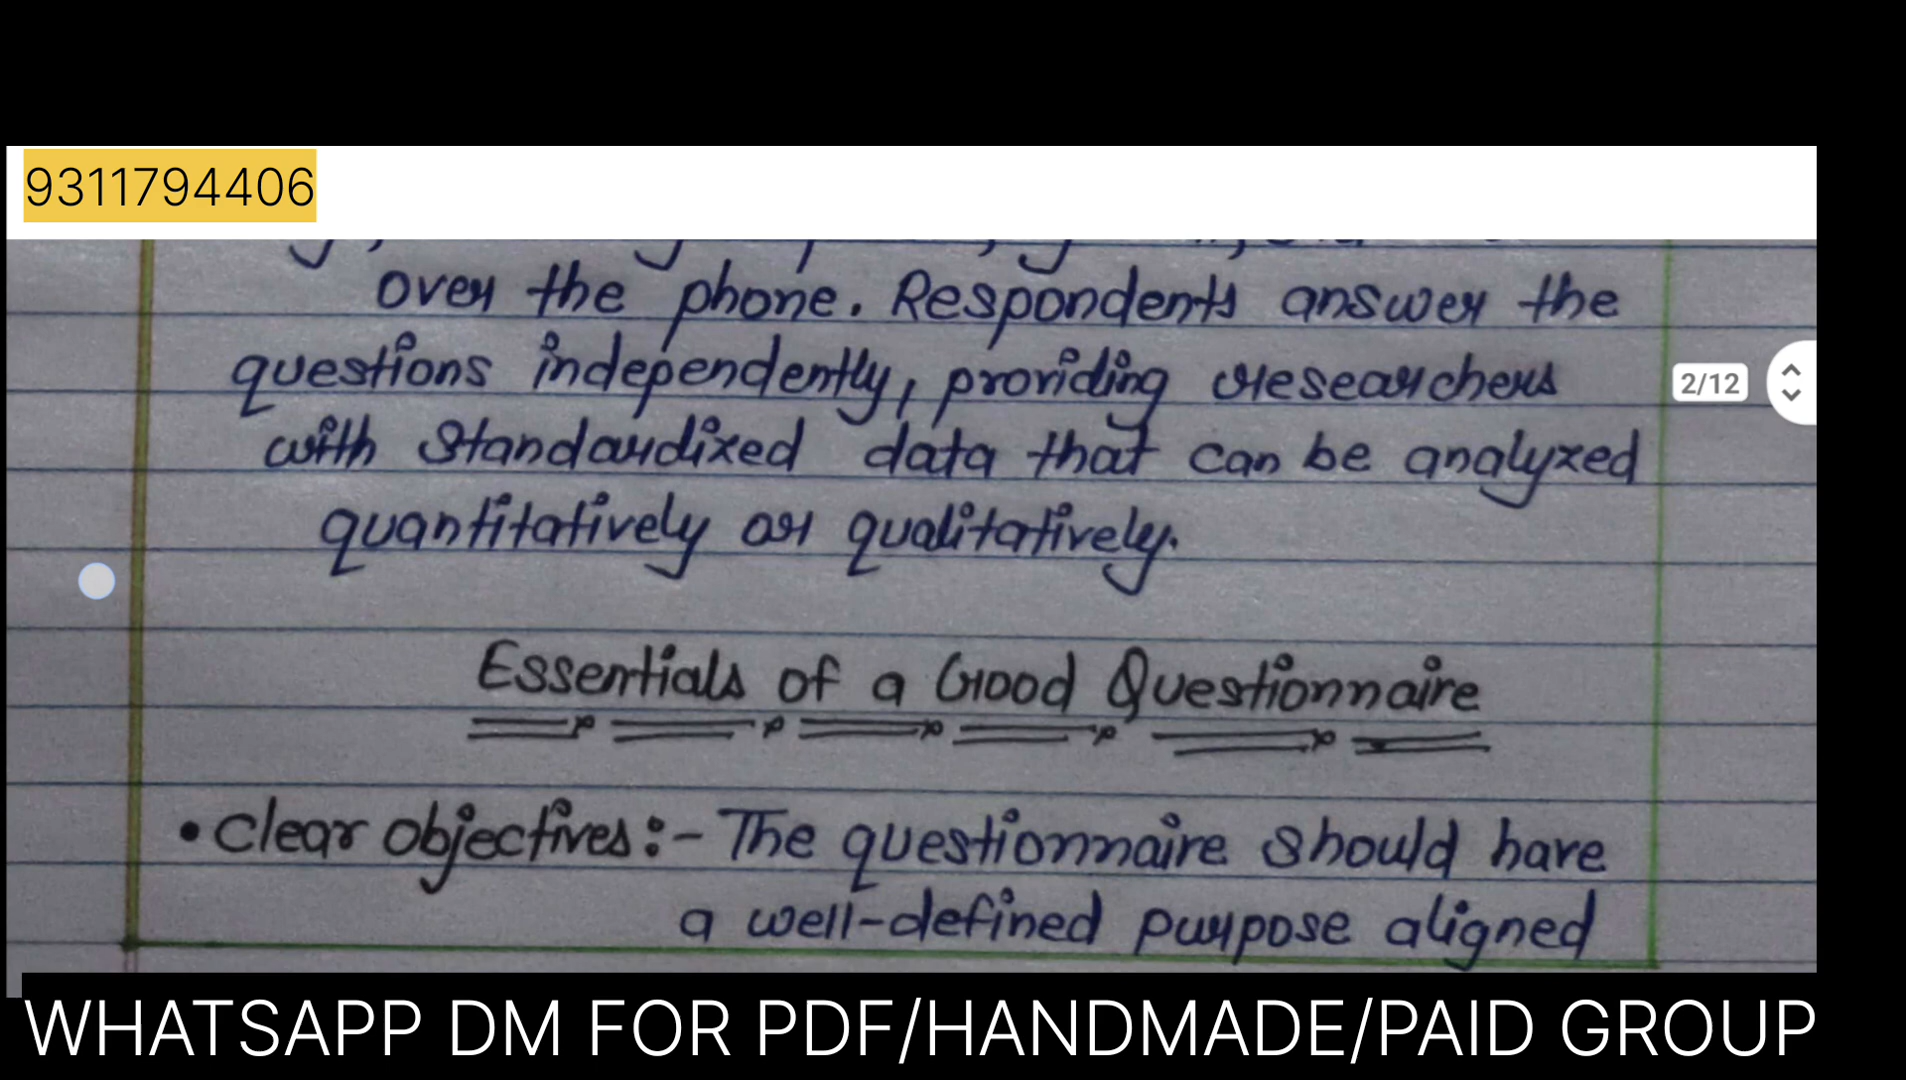 9311794406
over the phone. Respondents answer the
2/12
questions independently, providing researchers
with standardized data that can be analyzed
quantitatively or qualitatively.
Essentials of a Good Questionnaire
• Clear objectives:- The questionnaire should have
a well-defined purpose aligned
WHATSAPP DM FOR PDF/HANDMADE/PAID GROUP